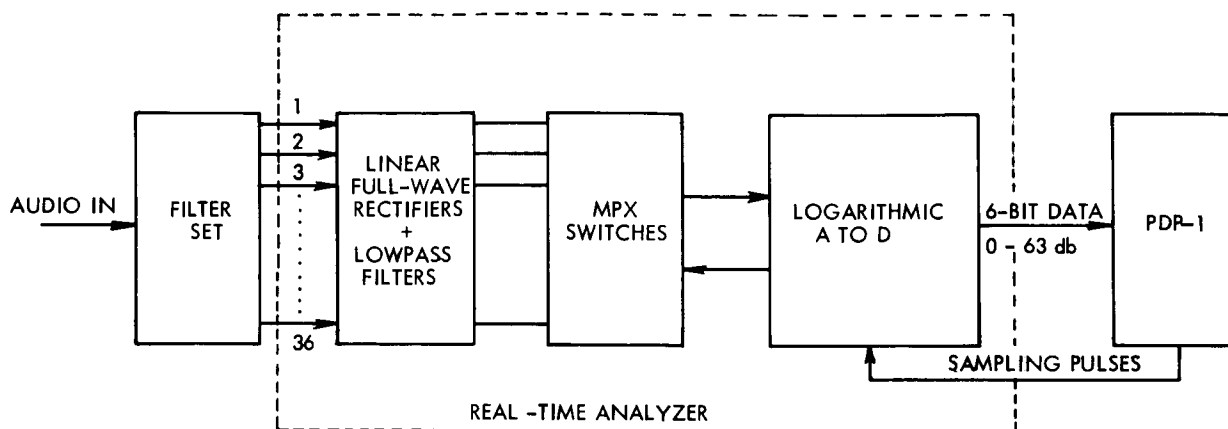 AUDIO IN
FILTER
SET
1
2
3
36
LINEAR
FULL-WAVE
RECTIFIERS
+
LOWPASS
FILTERS
MPX
SWITCHES
LOGARITHMIC
A TO D
6-BIT DATA
0 - 63 db
PDP-1
SAMPLING PULSES
REAL -TIME ANALYZER